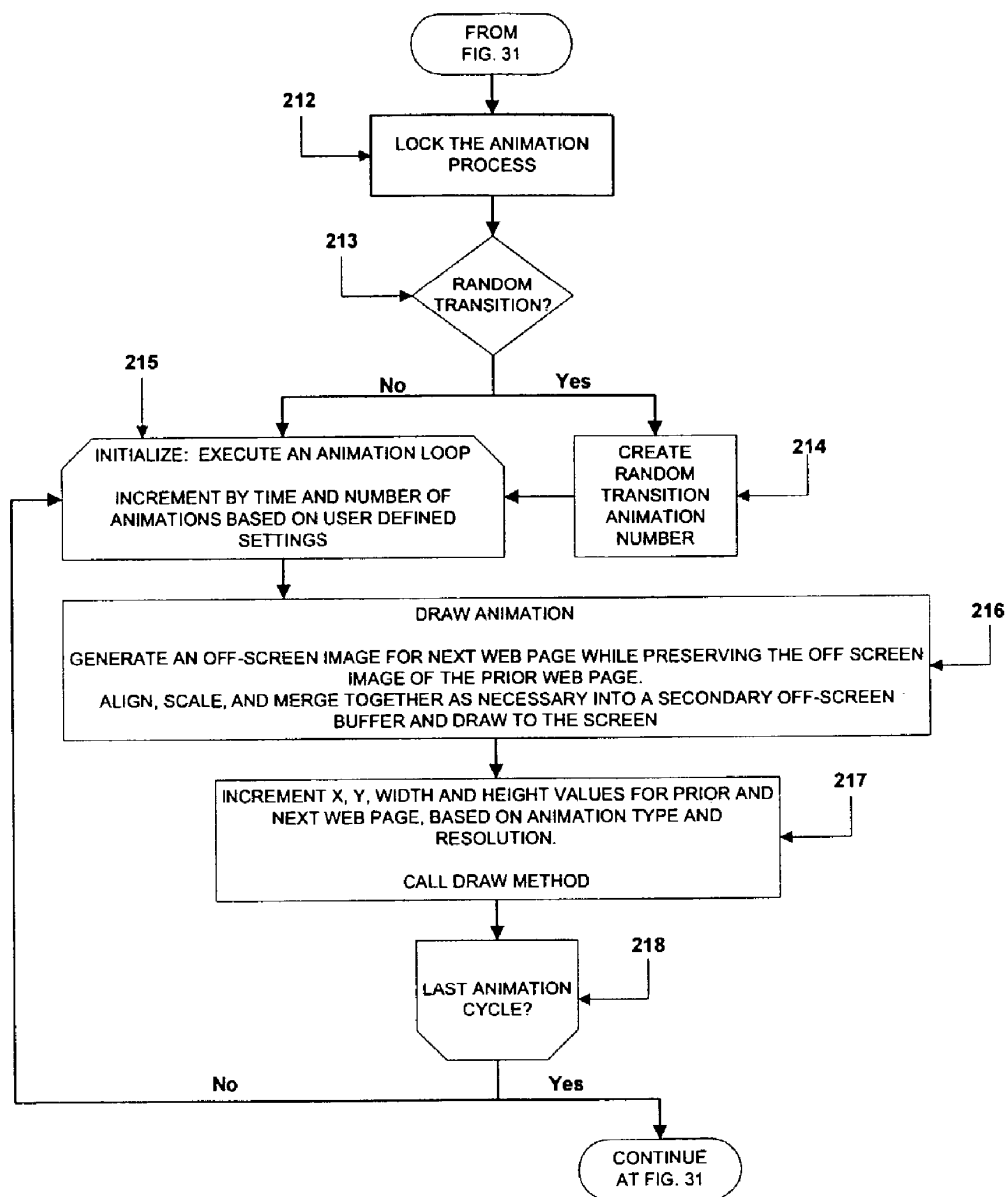 FROM
FIG. 31
212
LOCK THE ANIMATION
PROCESS
213
RANDOM
TRANSITION?
215
No
Yes
INITIALIZE: EXECUTE AN ANIMATION LOOP
INCREMENT BY TIME AND NUMBER OF
ANIMATIONS BASED ON USER DEFINED
SETTINGS
CREATE
RANDOM
TRANSITION
ANIMATION
NUMBER
214
DRAW ANIMATION
GENERATE AN OFF-SCREEN IMAGE FOR NEXT WEB PAGE WHILE PRESERVING THE OFF SCREEN
IMAGE OF THE PRIOR WEB PAGE.
ALIGN, SCALE, AND MERGE TOGETHER AS NECESSARY INTO A SECONDARY OFF-SCREEN
BUFFER AND DRAW TO THE SCREEN
216
INCREMENT X, Y, WIDTH AND HEIGHT VALUES FOR PRIOR AND
NEXT WEB PAGE, BASED ON ANIMATION TYPE AND
RESOLUTION.
CALL DRAW METHOD
217
LAST ANIMATION
CYCLE?
218
No
Yes
CONTINUE
AT FIG. 31